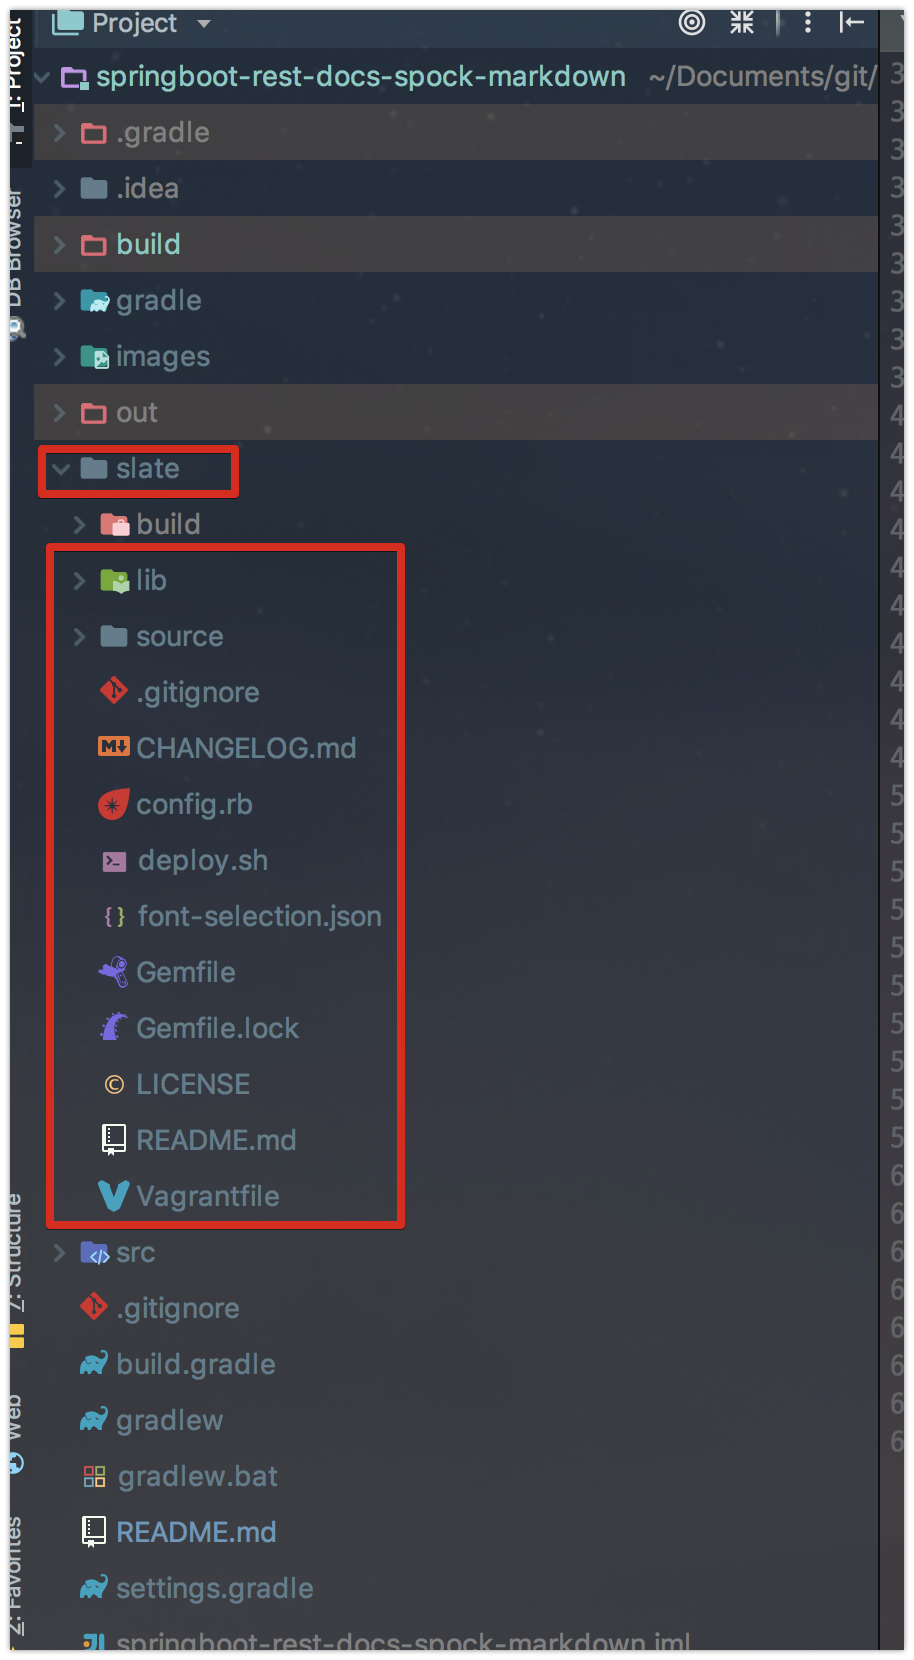 Project
springboot-rest-docs-spock-markdown ~/Documents/git/
.gradle
.idea
build
gradle
images
out
slate
build
lib
source
.gitignore
CHANGELOG.md
config.rb
deploy.sh
font-selection.json
Gemfile
Gemfile.lock
LICENSE
README.md
Vagrantfile
src
.gitignore
build.gradle
gradlew
gradlew.bat
README.md
settings.gradle
springboot-rest-docs-spock-markdown.iml
1: Project
DB Browser
7: Structure
Web
2: Favorites